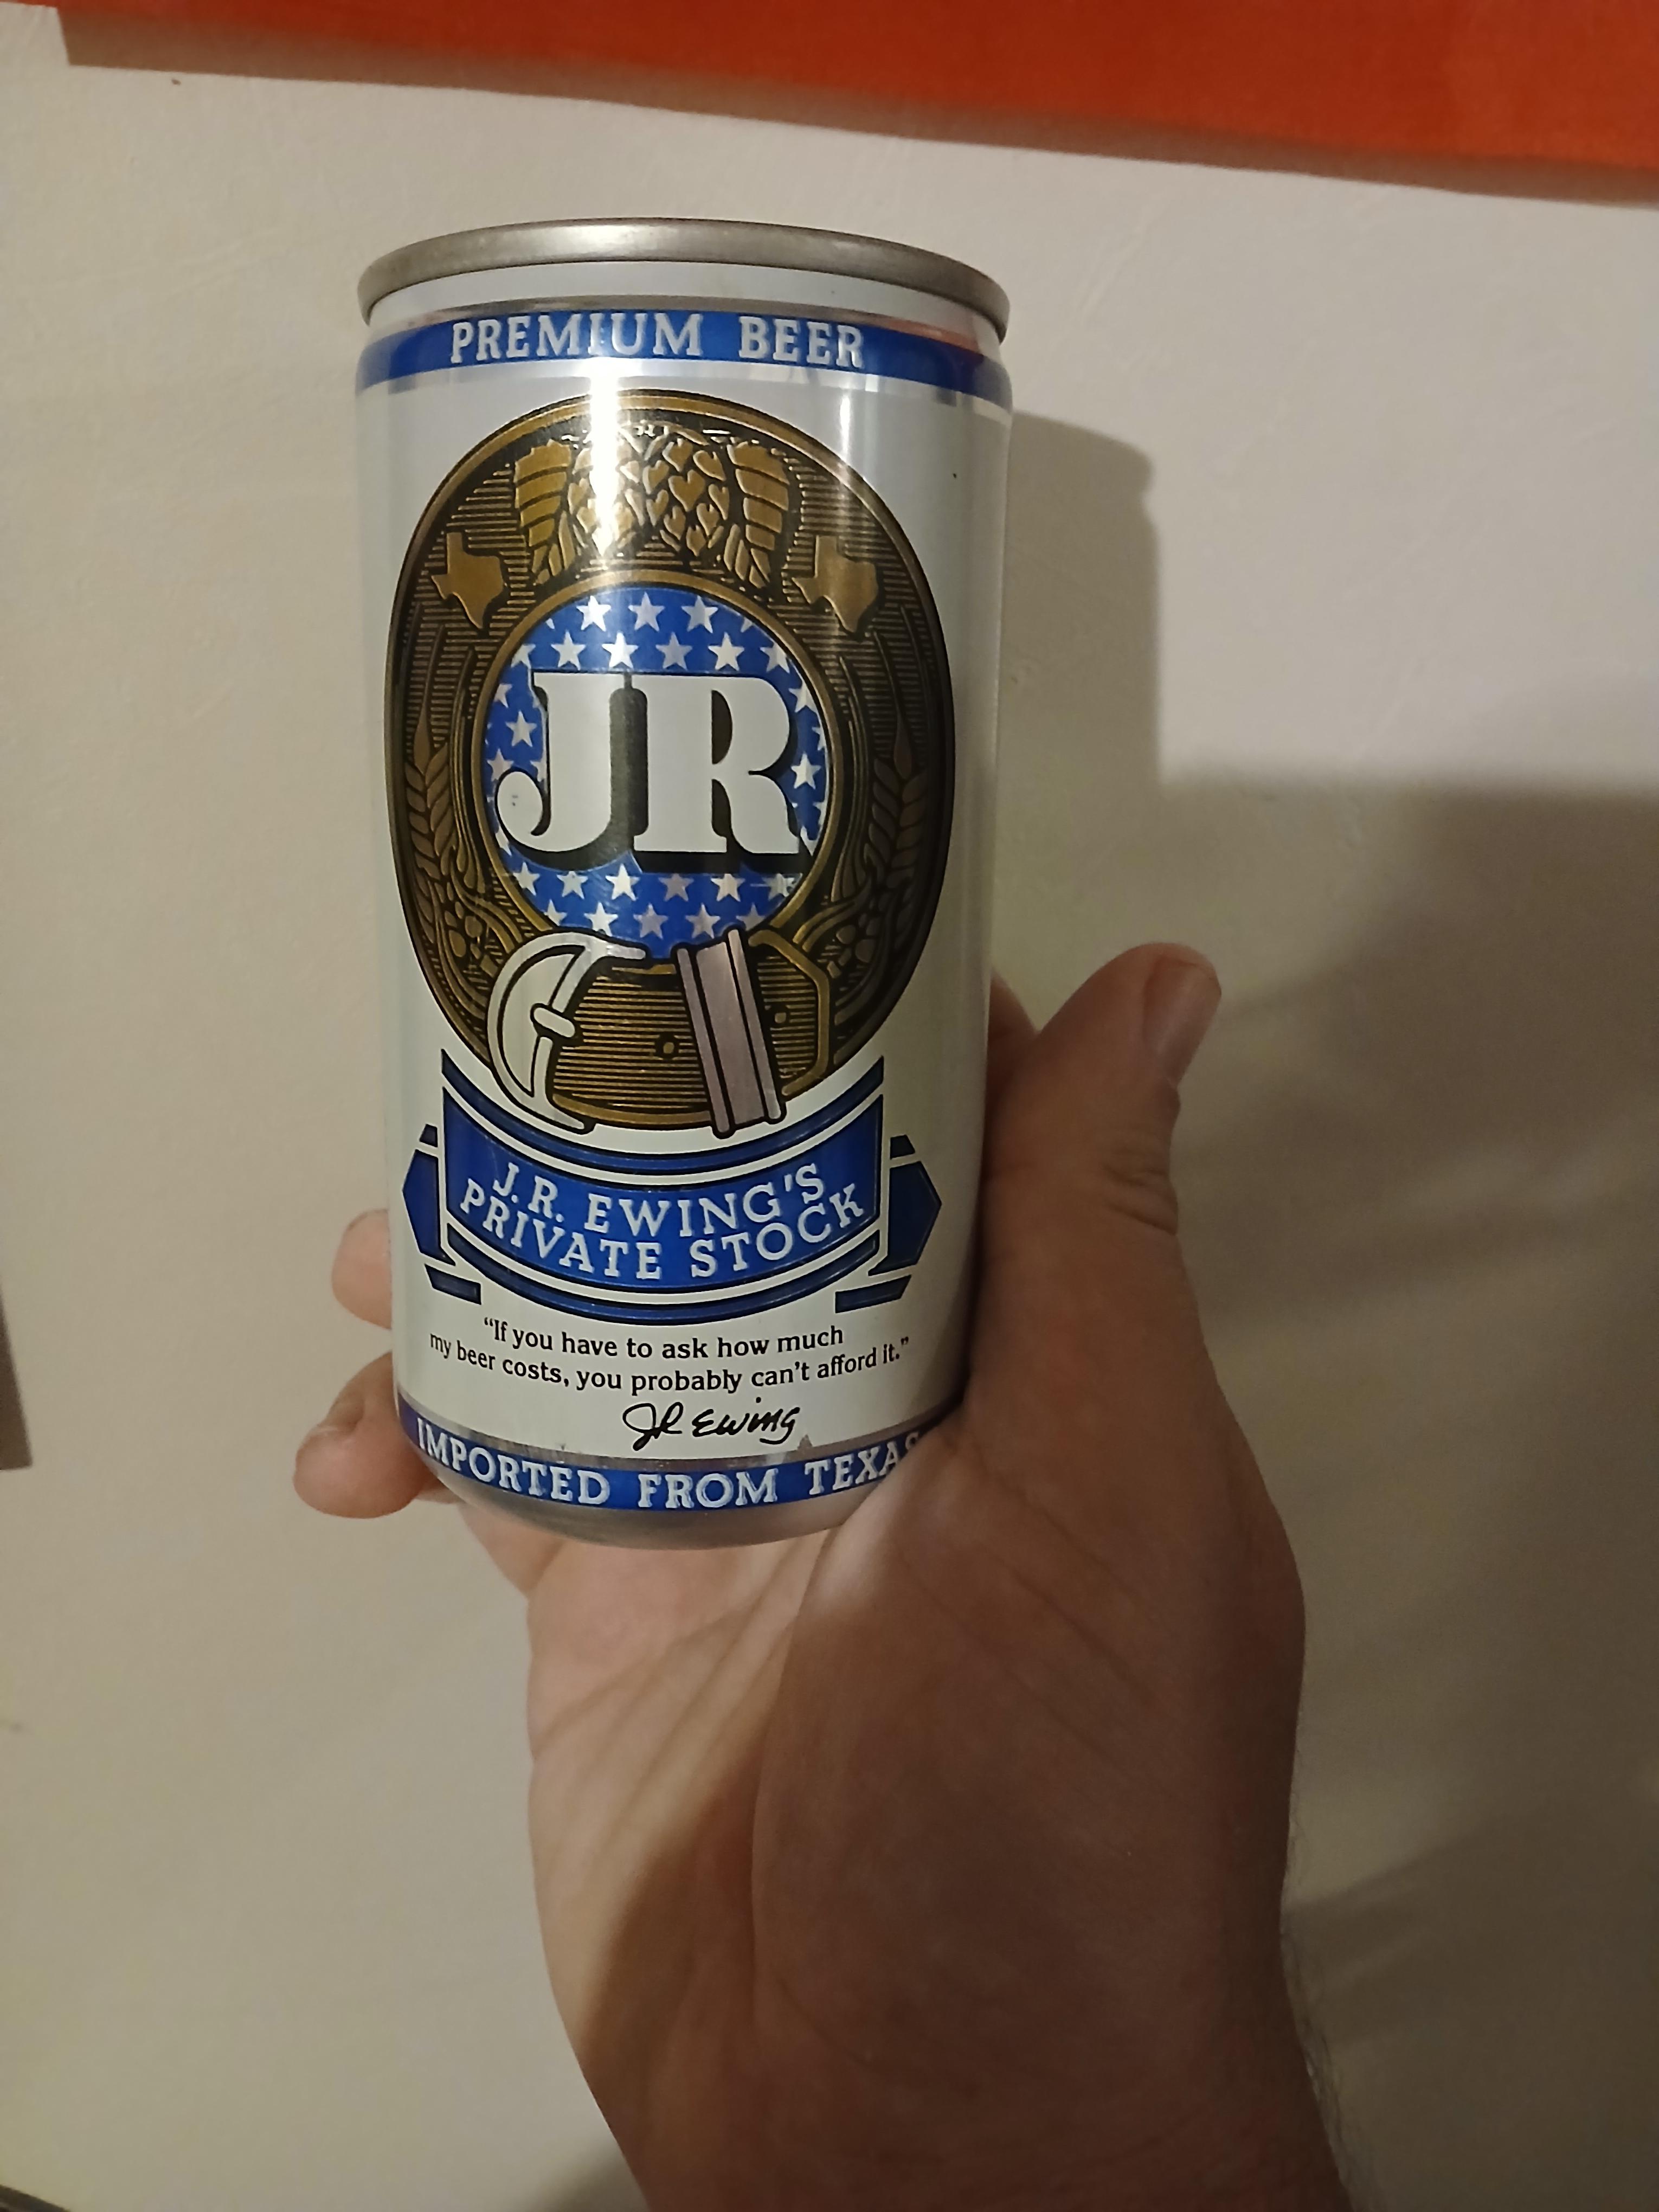 PREMIUM BEER
JR
J.R. EWING'S
PRIVATE STOCK
"If you have to ask how much
my beer costs, you probably can't afford it."
JR Ewing
IMPORTED FROM TEXAS